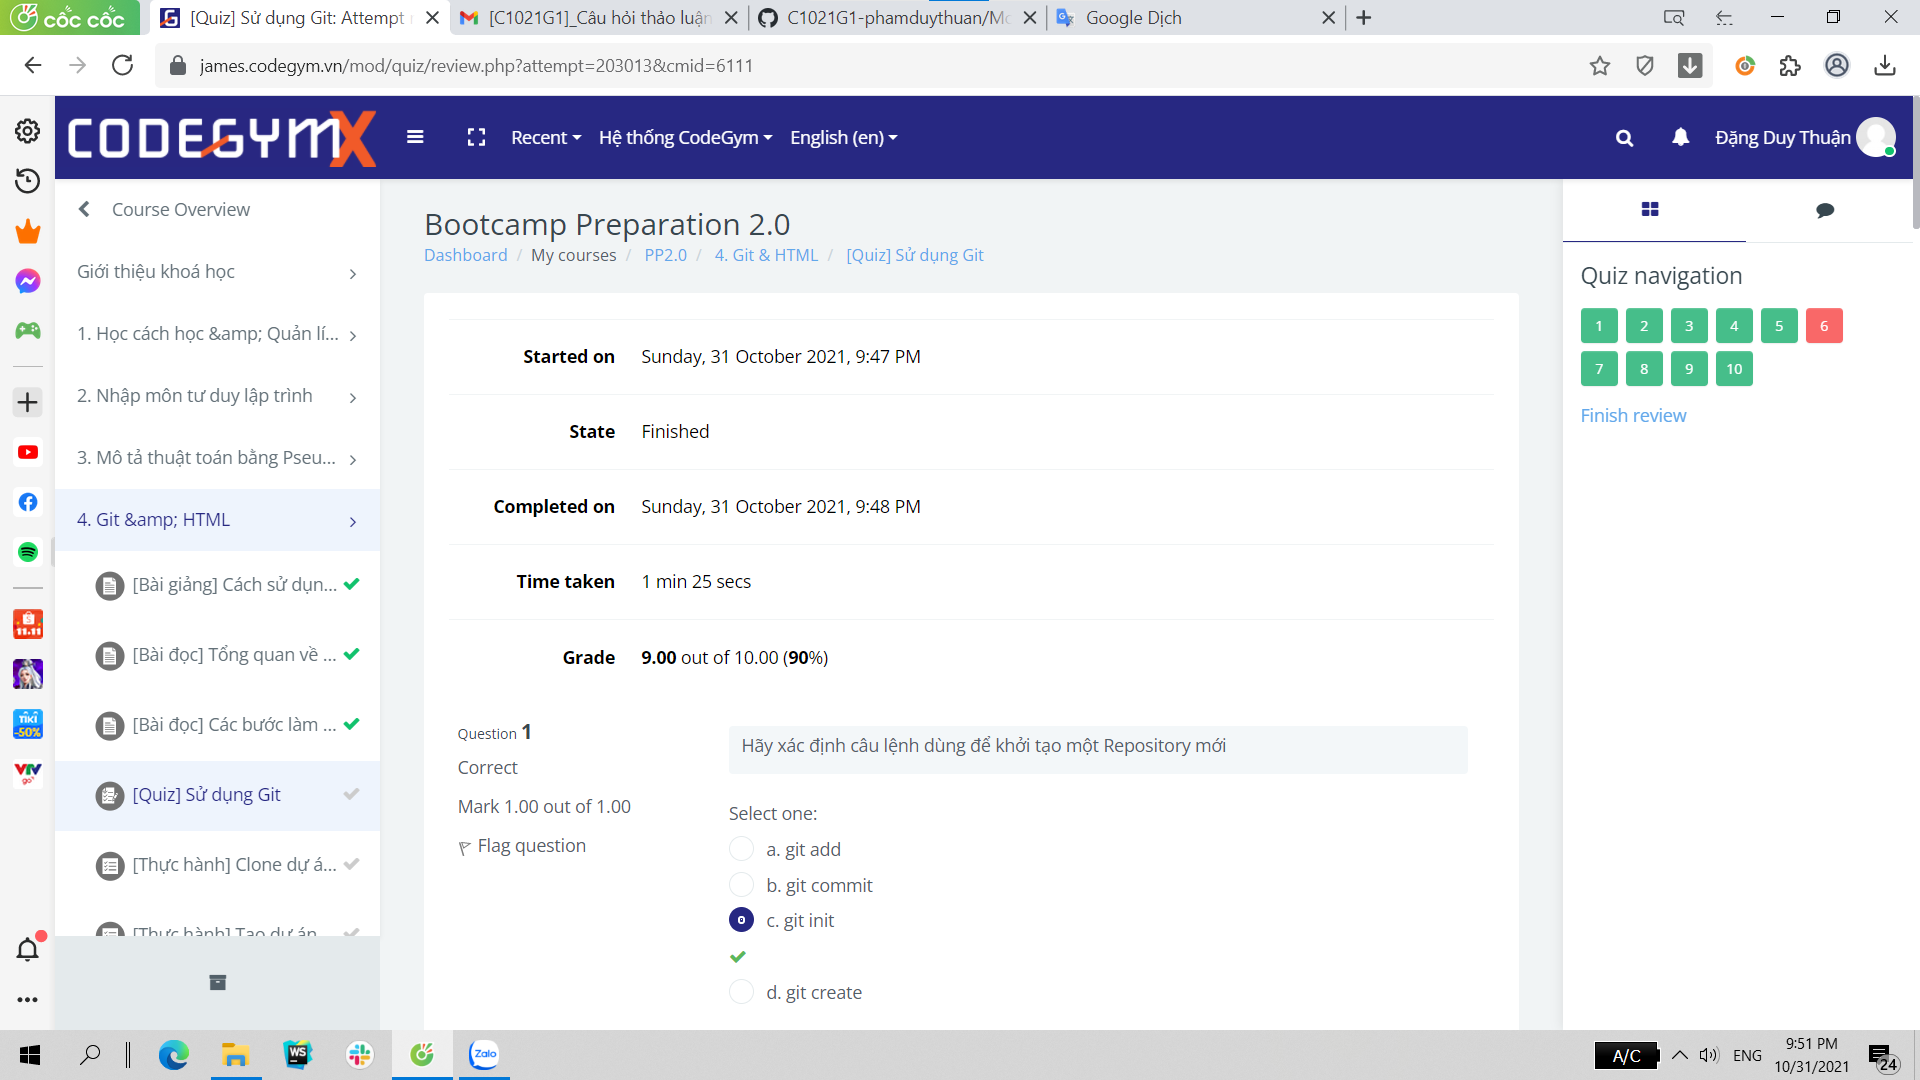 cốc cốc
[Quiz] Sử dụng Git: Attempt
[C1021G1]_Câu hỏi thảo luận
C1021G1-phamduythuan/Mo
Google Dịch
james.codegym.vn/mod/quiz/review.php?attempt=203013&cmid=6111
CODEGYMX
Recent
Hệ thống CodeGym
English (en)
Đặng Duy Thuận
Course Overview
Giới thiệu khoá học
1. Học cách học &amp; Quản lí...
2. Nhập môn tư duy lập trình
3. Mô tả thuật toán bằng Pseu...
4. Git &amp; HTML
[Bài giảng] Cách sử dụn...
[Bài đọc] Tổng quan về ...
[Bài đọc] Các bước làm ...
[Quiz] Sử dụng Git
[Thực hành] Clone dự á...
[Thực hành] Tạo dự án
Bootcamp Preparation 2.0
Dashboard / My courses / PP2.0 / 4. Git & HTML / [Quiz] Sử dụng Git
Started on Sunday, 31 October 2021, 9:47 PM
State Finished
Completed on Sunday, 31 October 2021, 9:48 PM
Time taken 1 min 25 secs
Grade 9.00 out of 10.00 (90%)
Question 1
Correct
Mark 1.00 out of 1.00
Flag question
Hãy xác định câu lệnh dùng để khởi tạo một Repository mới
Select one:
a. git add
b. git commit
c. git init
d. git create
Quiz navigation
1 2 3 4 5 6
7 8 9 10
Finish review
11.11
TIKI
-50%
VTV
go
WS
Zalo
A/C
ENG
9:51 PM
10/31/2021
24